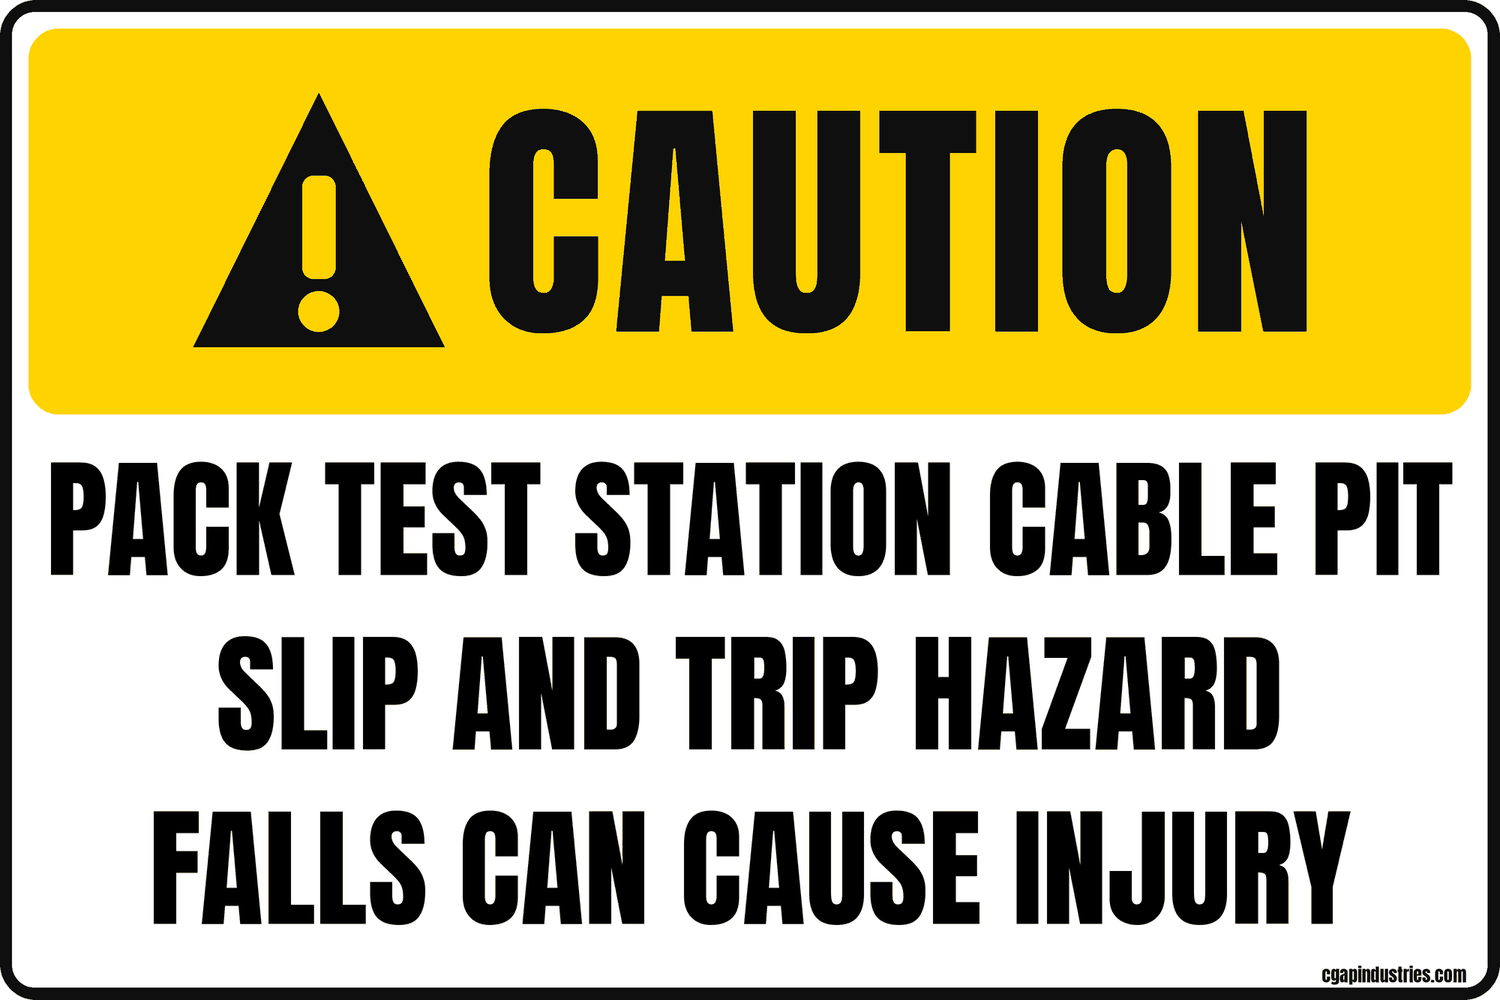 CAUTION
PACK TEST STATION CABLE PIT
SLIP AND TRIP HAZARD
FALLS CAN CAUSE INJURY
cgapindustries.com